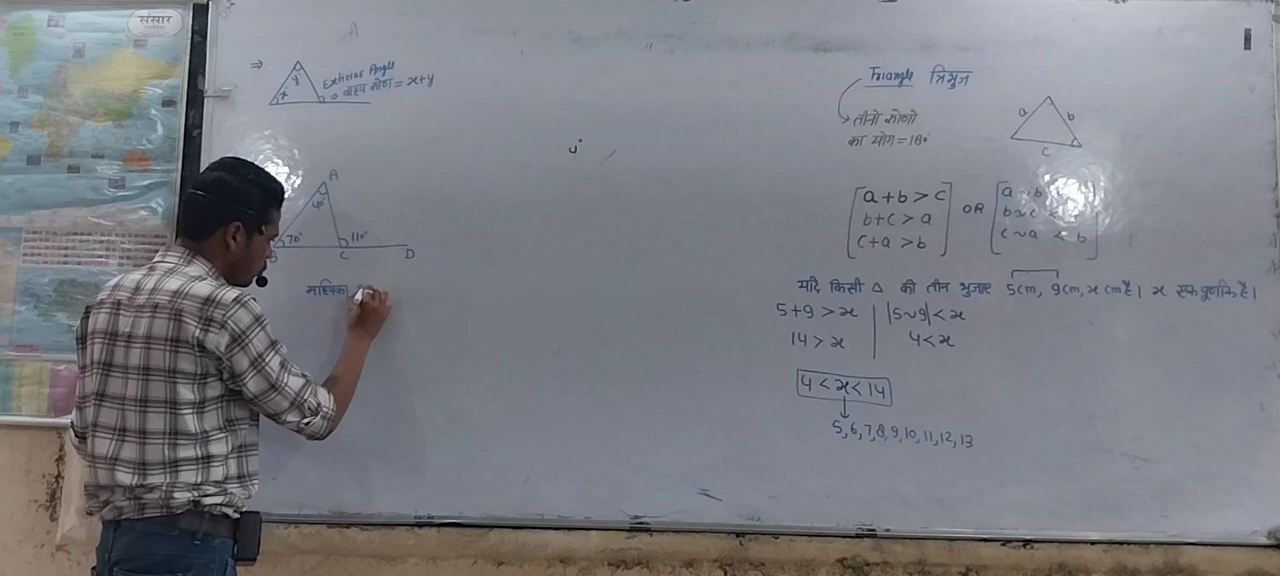 संसार
⇒
y
x
Exterior Angle
⇒ बाह्य कोण = x+y
A
40°
70°
110°
B
C
D
माध्यिका
Triangle त्रिभुज
तीनो कोणो
का योग = 180°
a
b
c
a + b > c
b + c > a
c + a > b
OR
a ~ b
b ~ c <
c ~ a < b
यदि किसी △ की तीन भुजाएं 5cm, 9cm, x cm है। x एक पूर्णांक है।
5+9 > x | |5~9| < x
14 > x | 4 < x
4 < x < 14
5, 6, 7, 8, 9, 10, 11, 12, 13